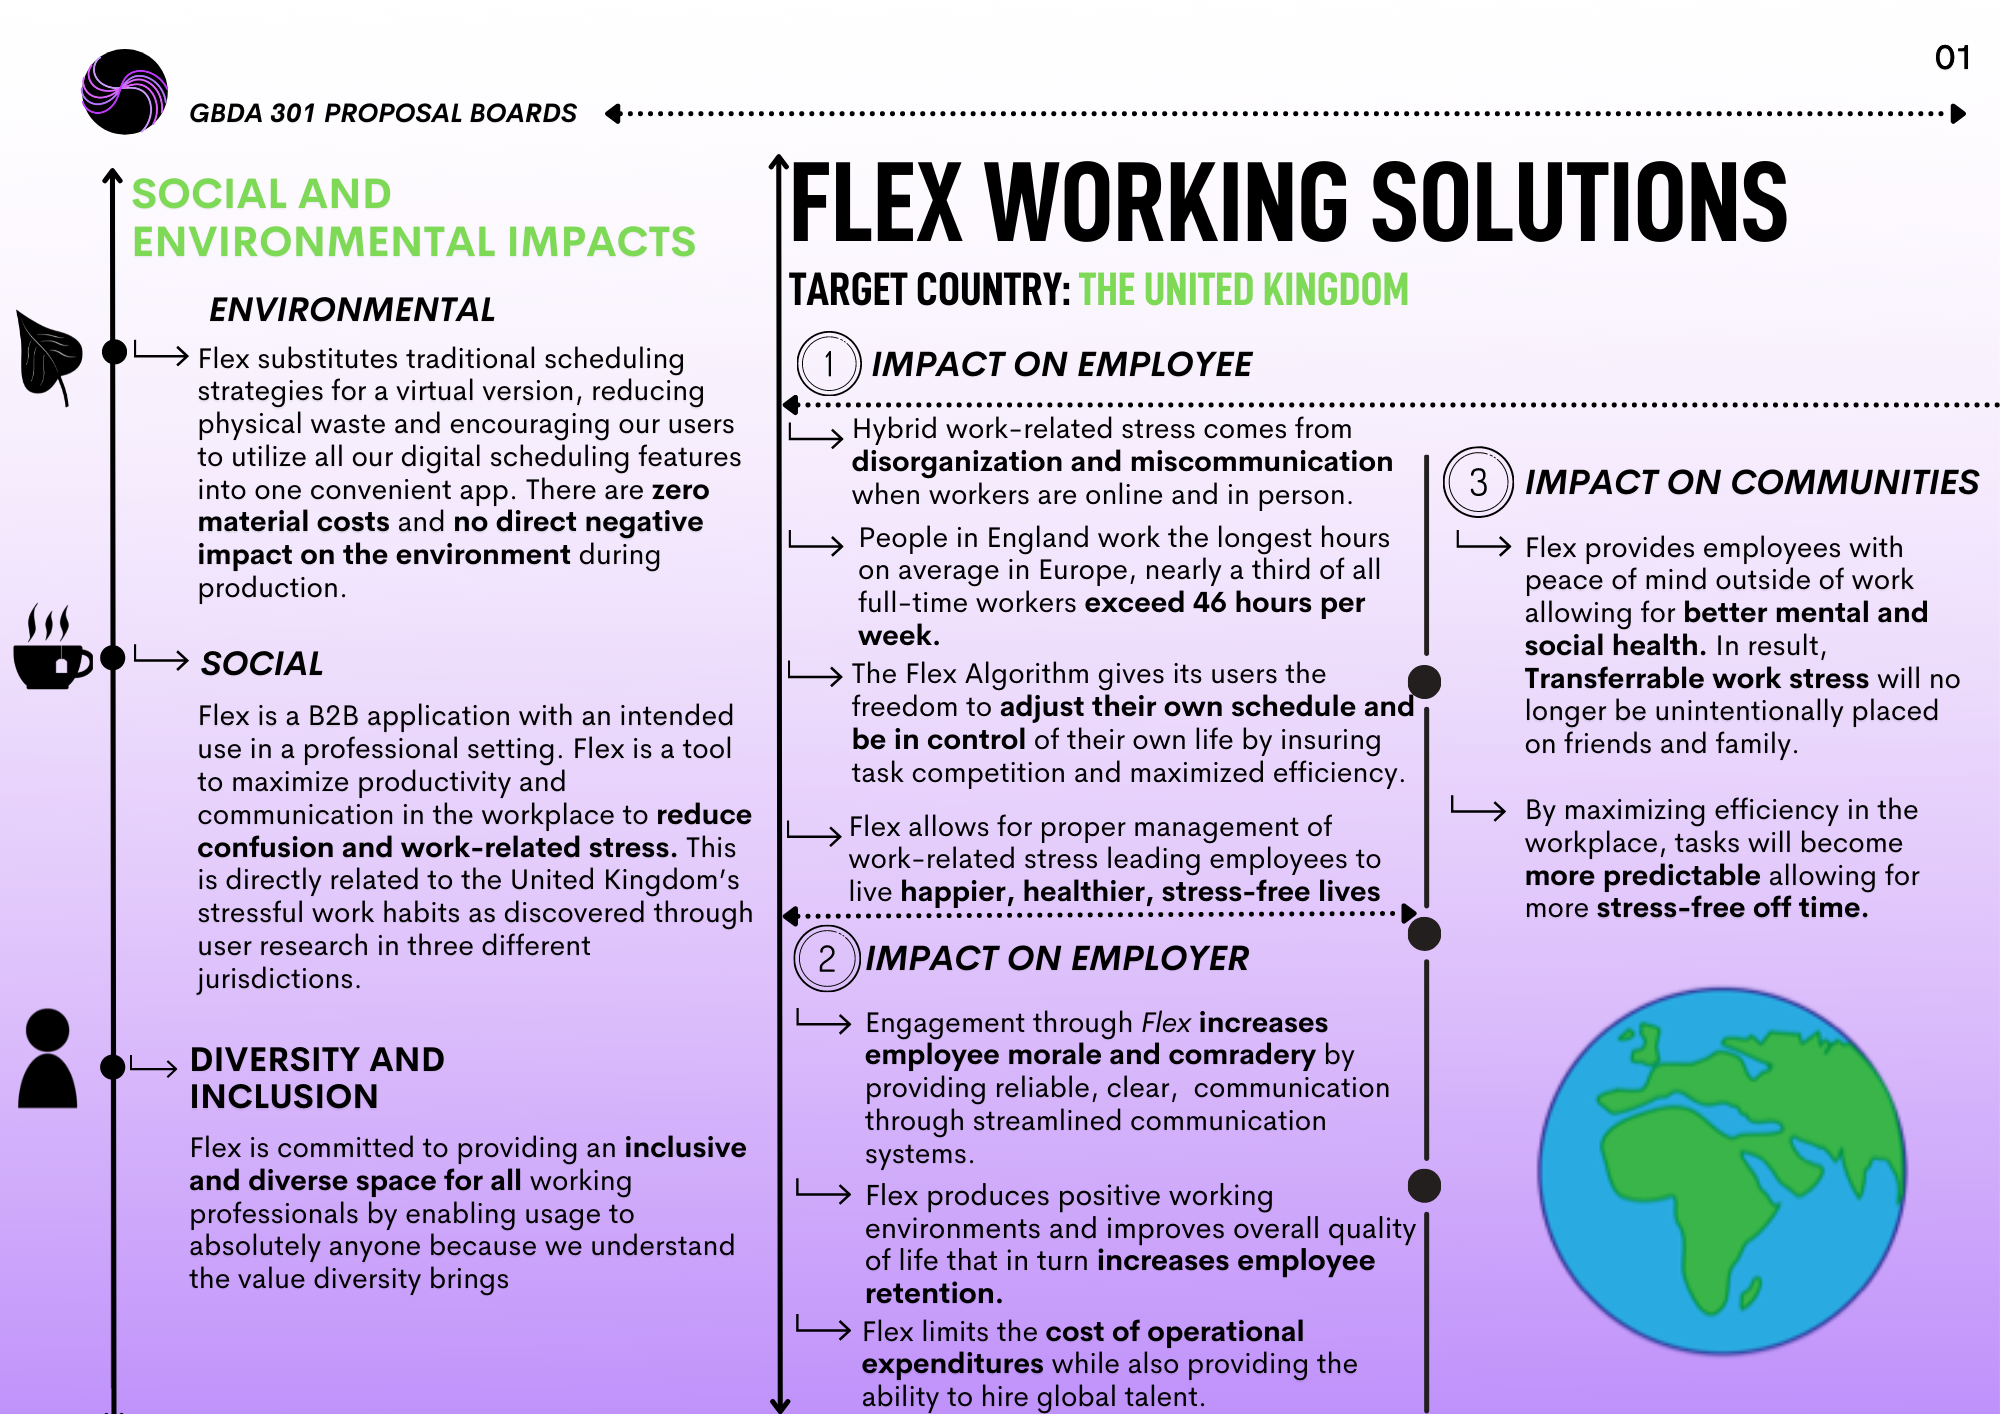 01
GBDA 301 PROPOSAL BOARDS
SOCIAL AND
ENVIRONMENTAL IMPACTS
ENVIRONMENTAL
Flex substitutes traditional scheduling
strategies for a virtual version, reducing
physical waste and encouraging our users
to utilize all our digital scheduling features
into one convenient app. There are zero
material costs and no direct negative
impact on the environment during
production.
SOCIAL
Flex is a B2B application with an intended
use in a professional setting. Flex is a tool
to maximize productivity and
communication in the workplace to reduce
confusion and work-related stress. This
is directly related to the United Kingdom's
stressful work habits as discovered through
user research in three different
jurisdictions.
DIVERSITY AND
INCLUSION
Flex is committed to providing an inclusive
and diverse space for all working
professionals by enabling usage to
absolutely anyone because we understand
the value diversity brings
FLEX WORKING SOLUTIONS
TARGET COUNTRY: THE UNITED KINGDOM
1 IMPACT ON EMPLOYEE
Hybrid work-related stress comes from
disorganization and miscommunication
when workers are online and in person.
People in England work the longest hours
on average in Europe, nearly a third of all
full-time workers exceed 46 hours per
week.
The Flex Algorithm gives its users the
freedom to adjust their own schedule and
be in control of their own life by insuring
task competition and maximized efficiency.
Flex allows for proper management of
work-related stress leading employees to
live happier, healthier, stress-free lives
2 IMPACT ON EMPLOYER
Engagement through Flex increases
employee morale and comradery by
providing reliable, clear,  communication
through streamlined communication
systems.
Flex produces positive working
environments and improves overall quality
of life that in turn increases employee
retention.
Flex limits the cost of operational
expenditures while also providing the
ability to hire global talent.
3 IMPACT ON COMMUNITIES
Flex provides employees with
peace of mind outside of work
allowing for better mental and
social health. In result,
Transferrable work stress will no
longer be unintentionally placed
on friends and family.
By maximizing efficiency in the
workplace, tasks will become
more predictable allowing for
more stress-free off time.